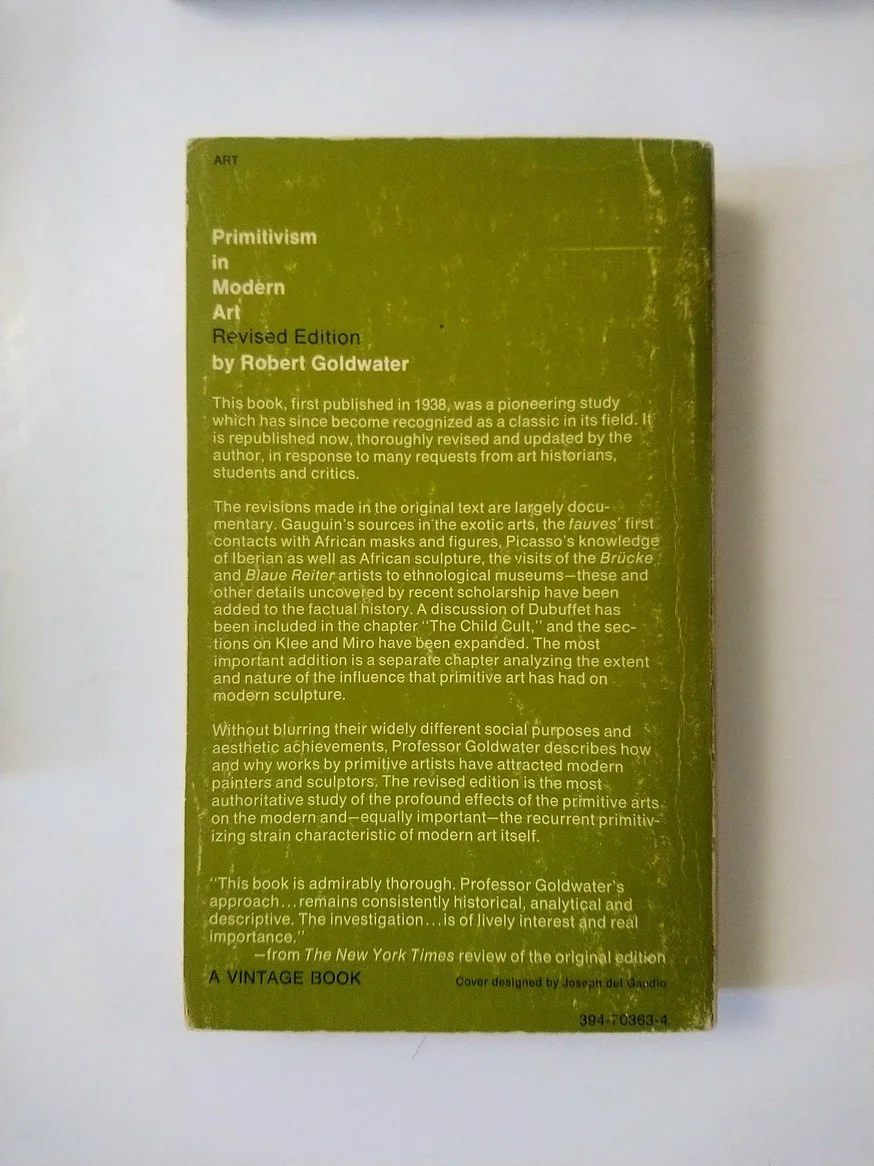 ART
Primitivism
in
Modern
Art
Revised Edition
by Robert Goldwater
This book, first published in 1938, was a pioneering study
which has since become recognized as a classic in its field. It
is republished now, thoroughly revised and updated by the
author, in response to many requests from art historians,
students and critics.
The revisions made in the original text are largely docu-
mentary. Gauguin's sources in the exotic arts, the fauves' first
contacts with African masks and figures, Picasso's knowledge
of Iberian as well as African sculpture, the visits of the Brücke
and Blaue Reiter artists to ethnological museums—these and
other details uncovered by recent scholarship have been
added to the factual history. A discussion of Dubuffet has
been included in the chapter "The Child Cult," and the sec-
tions on Klee and Miro have been expanded. The most
important addition is a separate chapter analyzing the extent
and nature of the influence that primitive art has had on
modern sculpture.
Without blurring their widely different social purposes and
aesthetic achievements, Professor Goldwater describes how
and why works by primitive artists have attracted modern
painters and sculptors. The revised edition is the most
authoritative study of the profound effects of the primitive arts
on the modern and—equally important—the recurrent primitiv-
izing strain characteristic of modern art itself.
"This book is admirably thorough. Professor Goldwater's
approach...remains consistently historical, analytical and
descriptive. The investigation...is of lively interest and real
importance."
—from The New York Times review of the original edition
A VINTAGE BOOK
Cover designed by Joseph del Gaudio
394-70363-4